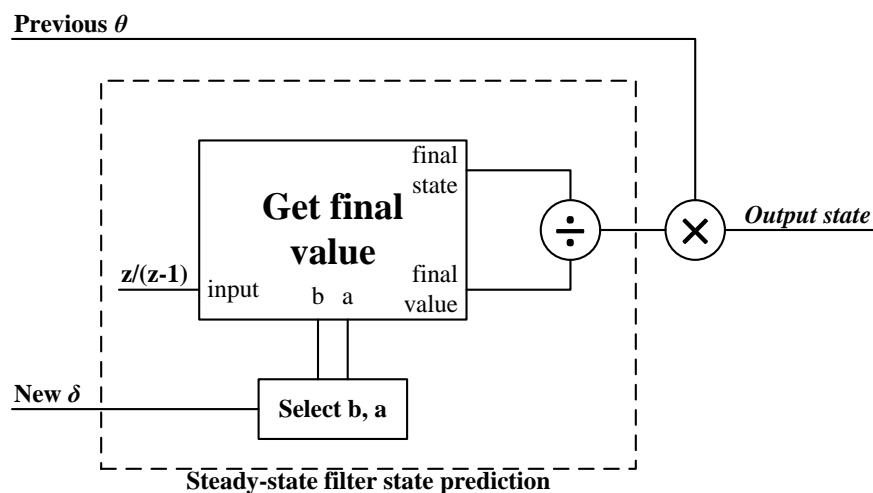 Previous θ
final
state
Get final
value
÷
×
Output state
z/(z-1)
input
b a
final
value
New δ
Select b, a
Steady-state filter state prediction